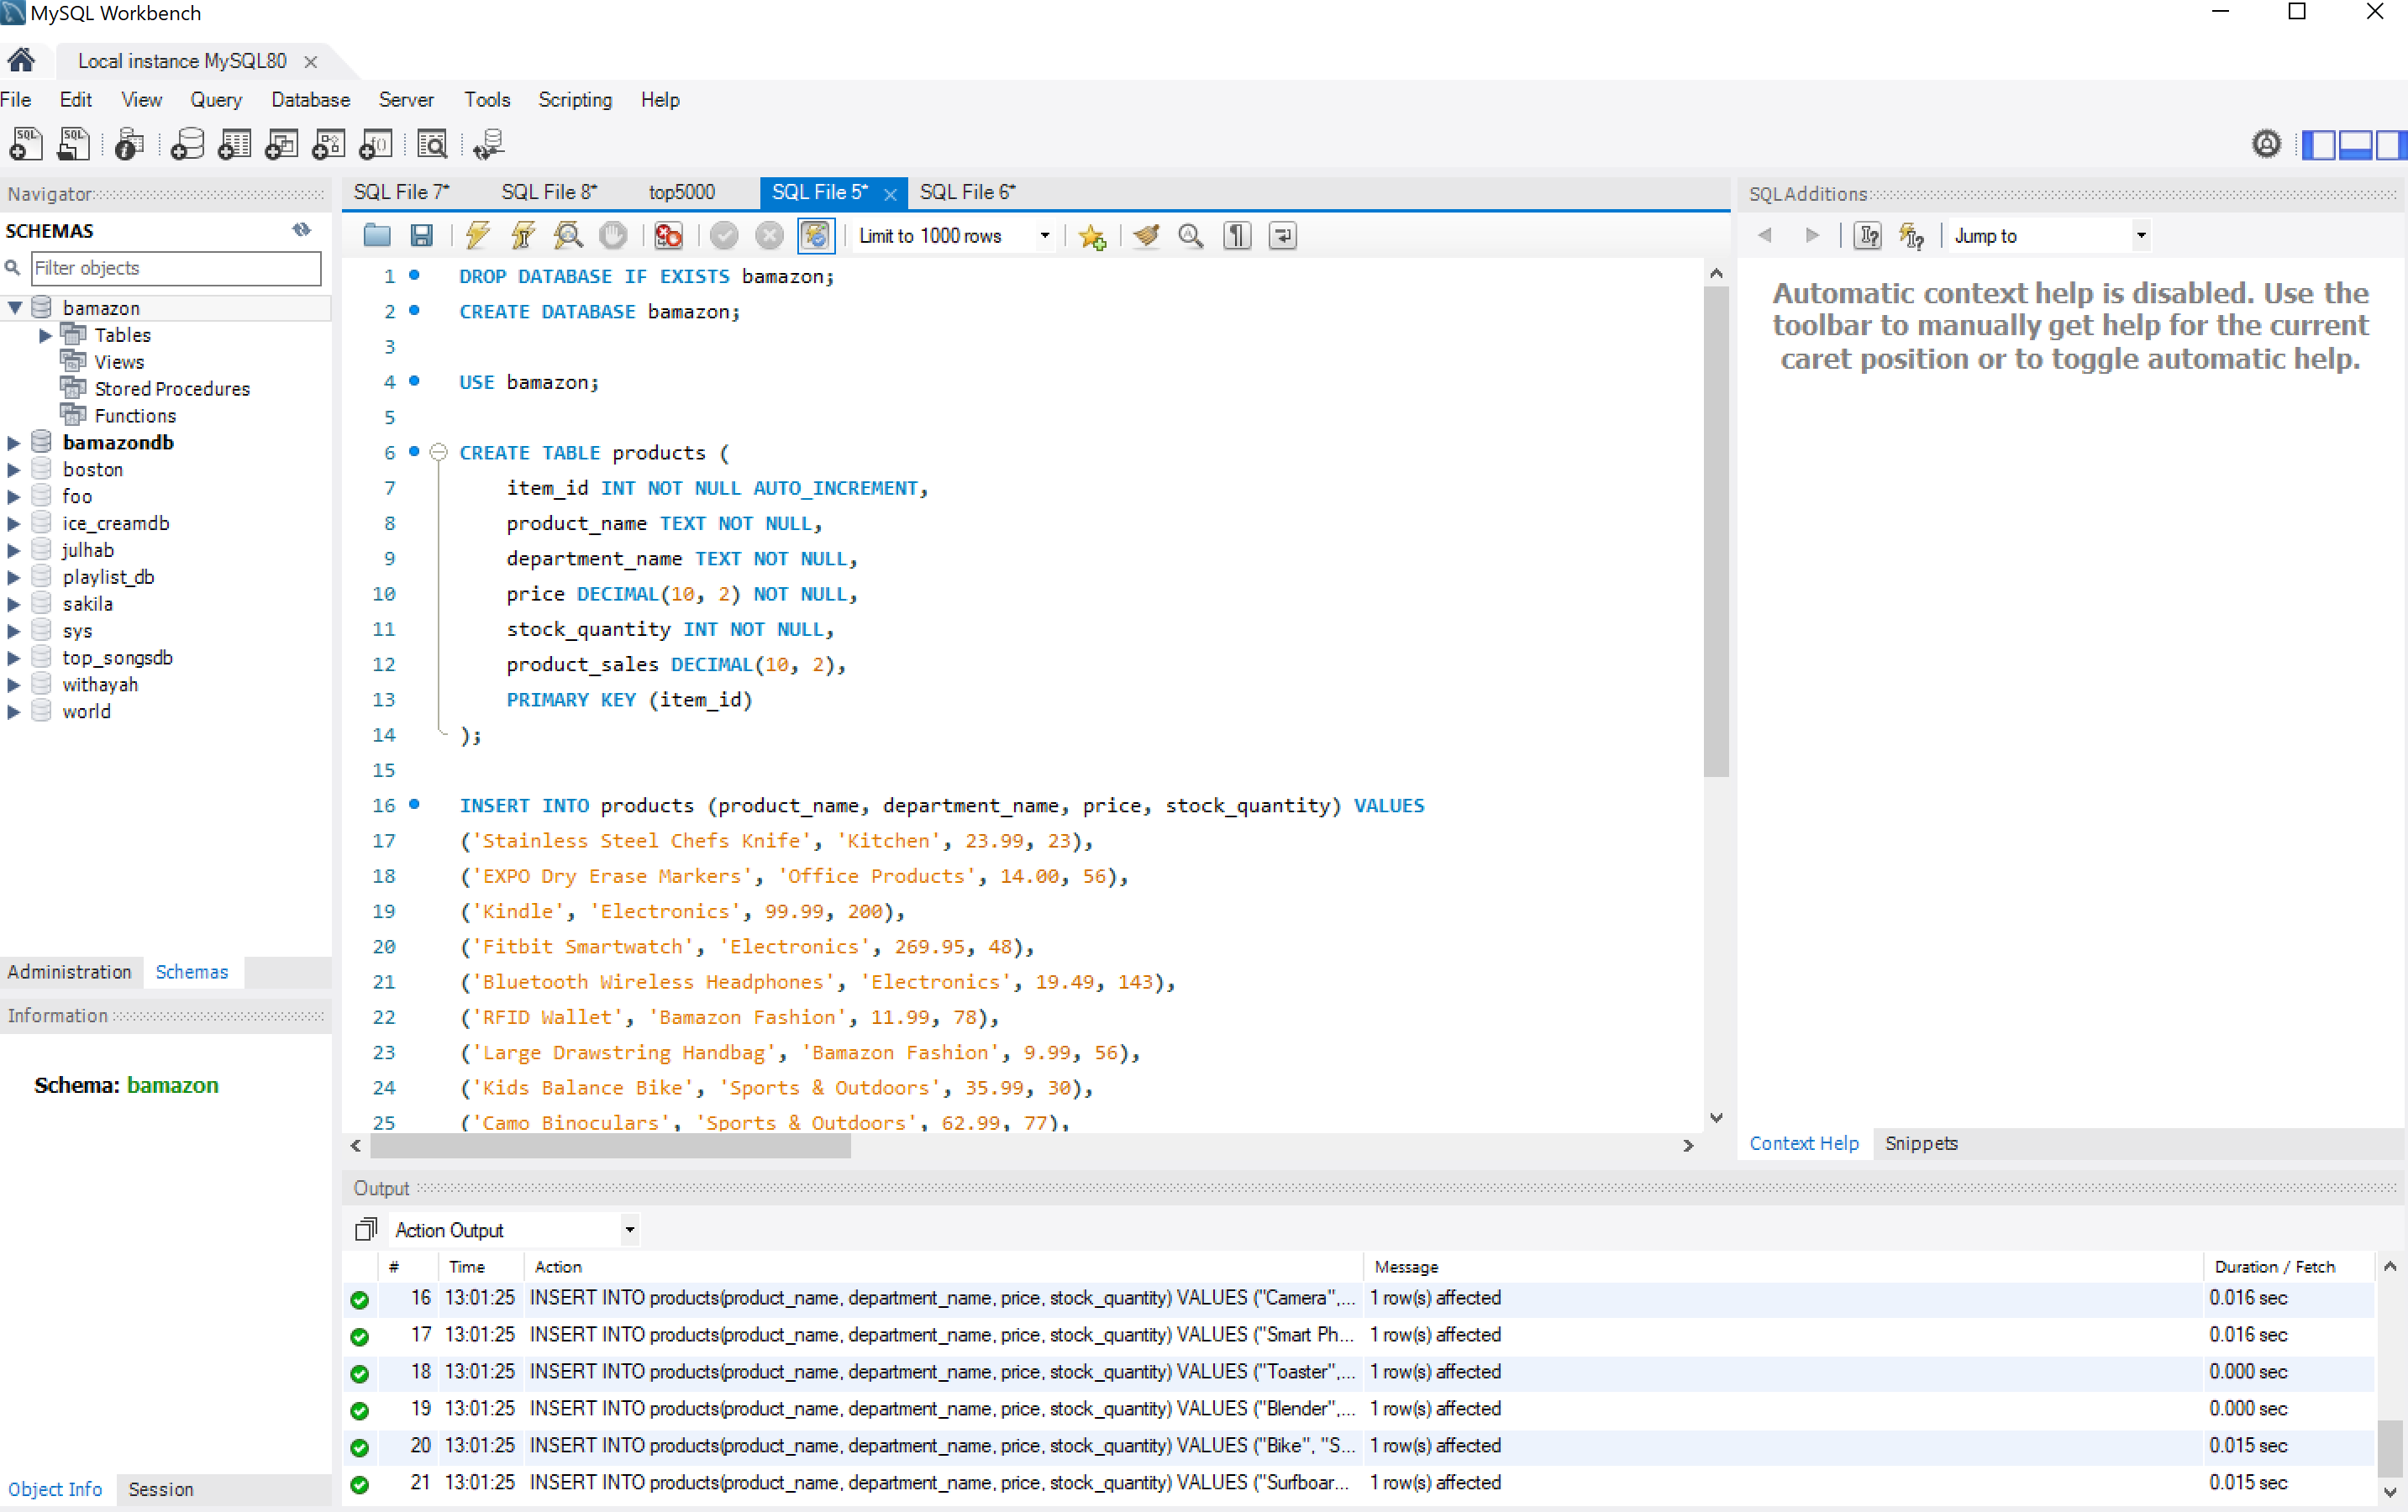 MySQL Workbench
Local instance MySQL80
File Edit View Query Database Server Tools Scripting Help
Navigator
SCHEMAS
Filter objects
bamazon
Tables
Views
Stored Procedures
Functions
bamazondb
boston
foo
ice_creamdb
julhab
playlist_db
sakila
sys
top_songsdb
withayah
world
Administration Schemas
Information
Schema: bamazon
Object Info Session
SQL File 7* SQL File 8* top5000 SQL File 5* SQL File 6*
Limit to 1000 rows
1 DROP DATABASE IF EXISTS bamazon;
2 CREATE DATABASE bamazon;
3
4 USE bamazon;
5
6 CREATE TABLE products (
7 item_id INT NOT NULL AUTO_INCREMENT,
8 product_name TEXT NOT NULL,
9 department_name TEXT NOT NULL,
10 price DECIMAL(10, 2) NOT NULL,
11 stock_quantity INT NOT NULL,
12 product_sales DECIMAL(10, 2),
13 PRIMARY KEY (item_id)
14 );
15
16 INSERT INTO products (product_name, department_name, price, stock_quantity) VALUES
17 ('Stainless Steel Chefs Knife', 'Kitchen', 23.99, 23),
18 ('EXPO Dry Erase Markers', 'Office Products', 14.00, 56),
19 ('Kindle', 'Electronics', 99.99, 200),
20 ('Fitbit Smartwatch', 'Electronics', 269.95, 48),
21 ('Bluetooth Wireless Headphones', 'Electronics', 19.49, 143),
22 ('RFID Wallet', 'Bamazon Fashion', 11.99, 78),
23 ('Large Drawstring Handbag', 'Bamazon Fashion', 9.99, 56),
24 ('Kids Balance Bike', 'Sports & Outdoors', 35.99, 30),
25 ('Camo Binoculars', 'Sports & Outdoors', 62.99, 77),
SQLAdditions
Jump to
Automatic context help is disabled. Use the
toolbar to manually get help for the current
caret position or to toggle automatic help.
Context Help Snippets
Output
Action Output
# Time Action Message Duration / Fetch
16 13:01:25 INSERT INTO products(product_name, department_name, price, stock_quantity) VALUES ("Camera",... 1 row(s) affected 0.016 sec
17 13:01:25 INSERT INTO products(product_name, department_name, price, stock_quantity) VALUES ("Smart Ph... 1 row(s) affected 0.016 sec
18 13:01:25 INSERT INTO products(product_name, department_name, price, stock_quantity) VALUES ("Toaster",... 1 row(s) affected 0.000 sec
19 13:01:25 INSERT INTO products(product_name, department_name, price, stock_quantity) VALUES ("Blender",... 1 row(s) affected 0.000 sec
20 13:01:25 INSERT INTO products(product_name, department_name, price, stock_quantity) VALUES ("Bike", "S... 1 row(s) affected 0.015 sec
21 13:01:25 INSERT INTO products(product_name, department_name, price, stock_quantity) VALUES ("Surfboar... 1 row(s) affected 0.015 sec